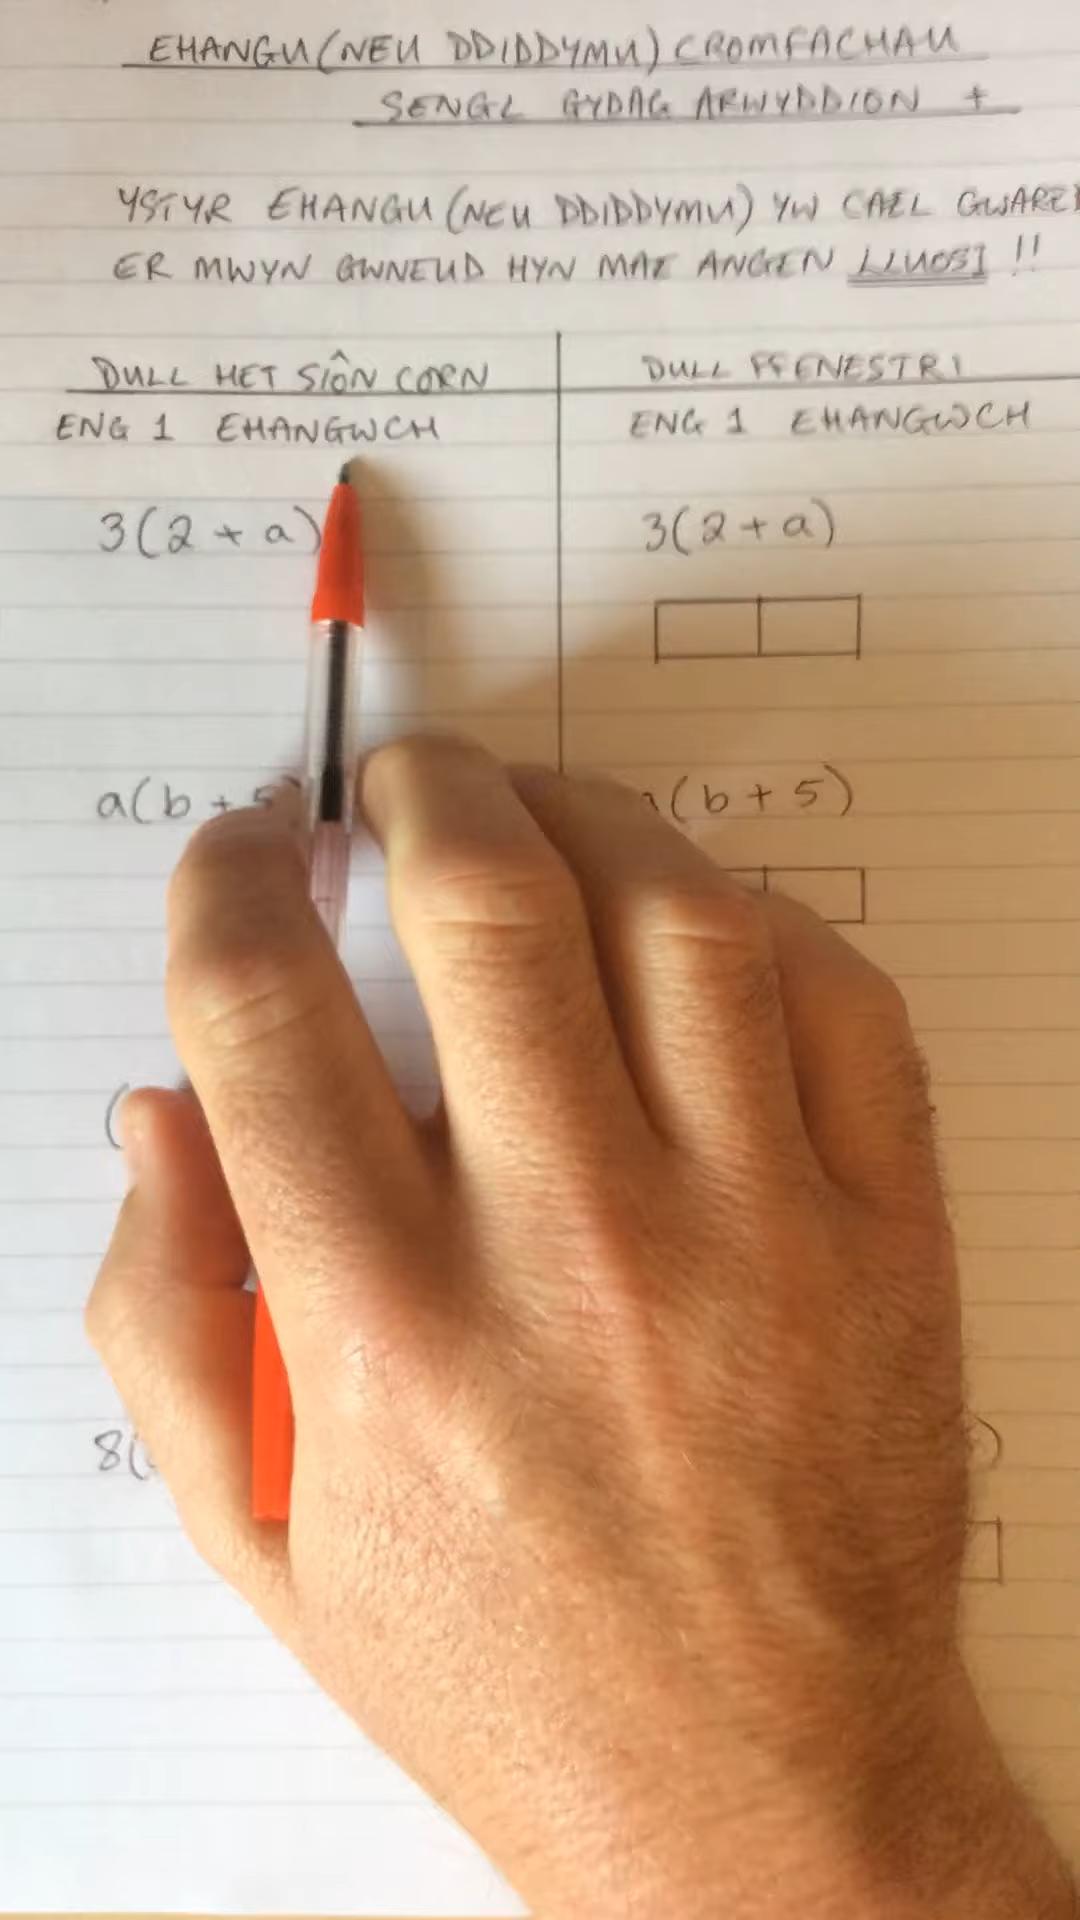 EHANGU (NEU DDIDDYMU) CROMFACHAU
SENGL GYDAG ARWYDDION +
YSTYR EHANGU (NEU DDIDDYMU) YW CAEL
ER MWYN GWNEUD HYN MAE ANGEN LLUOSI !!
DULL HET SIÔN CORN
ENG 1 EHANGWCH
3(2 + a)
a(b + 5
(
8(
DULL FFENESTRI
ENG 1 EHANGWCH
3(2 + a)
(b + 5)
)